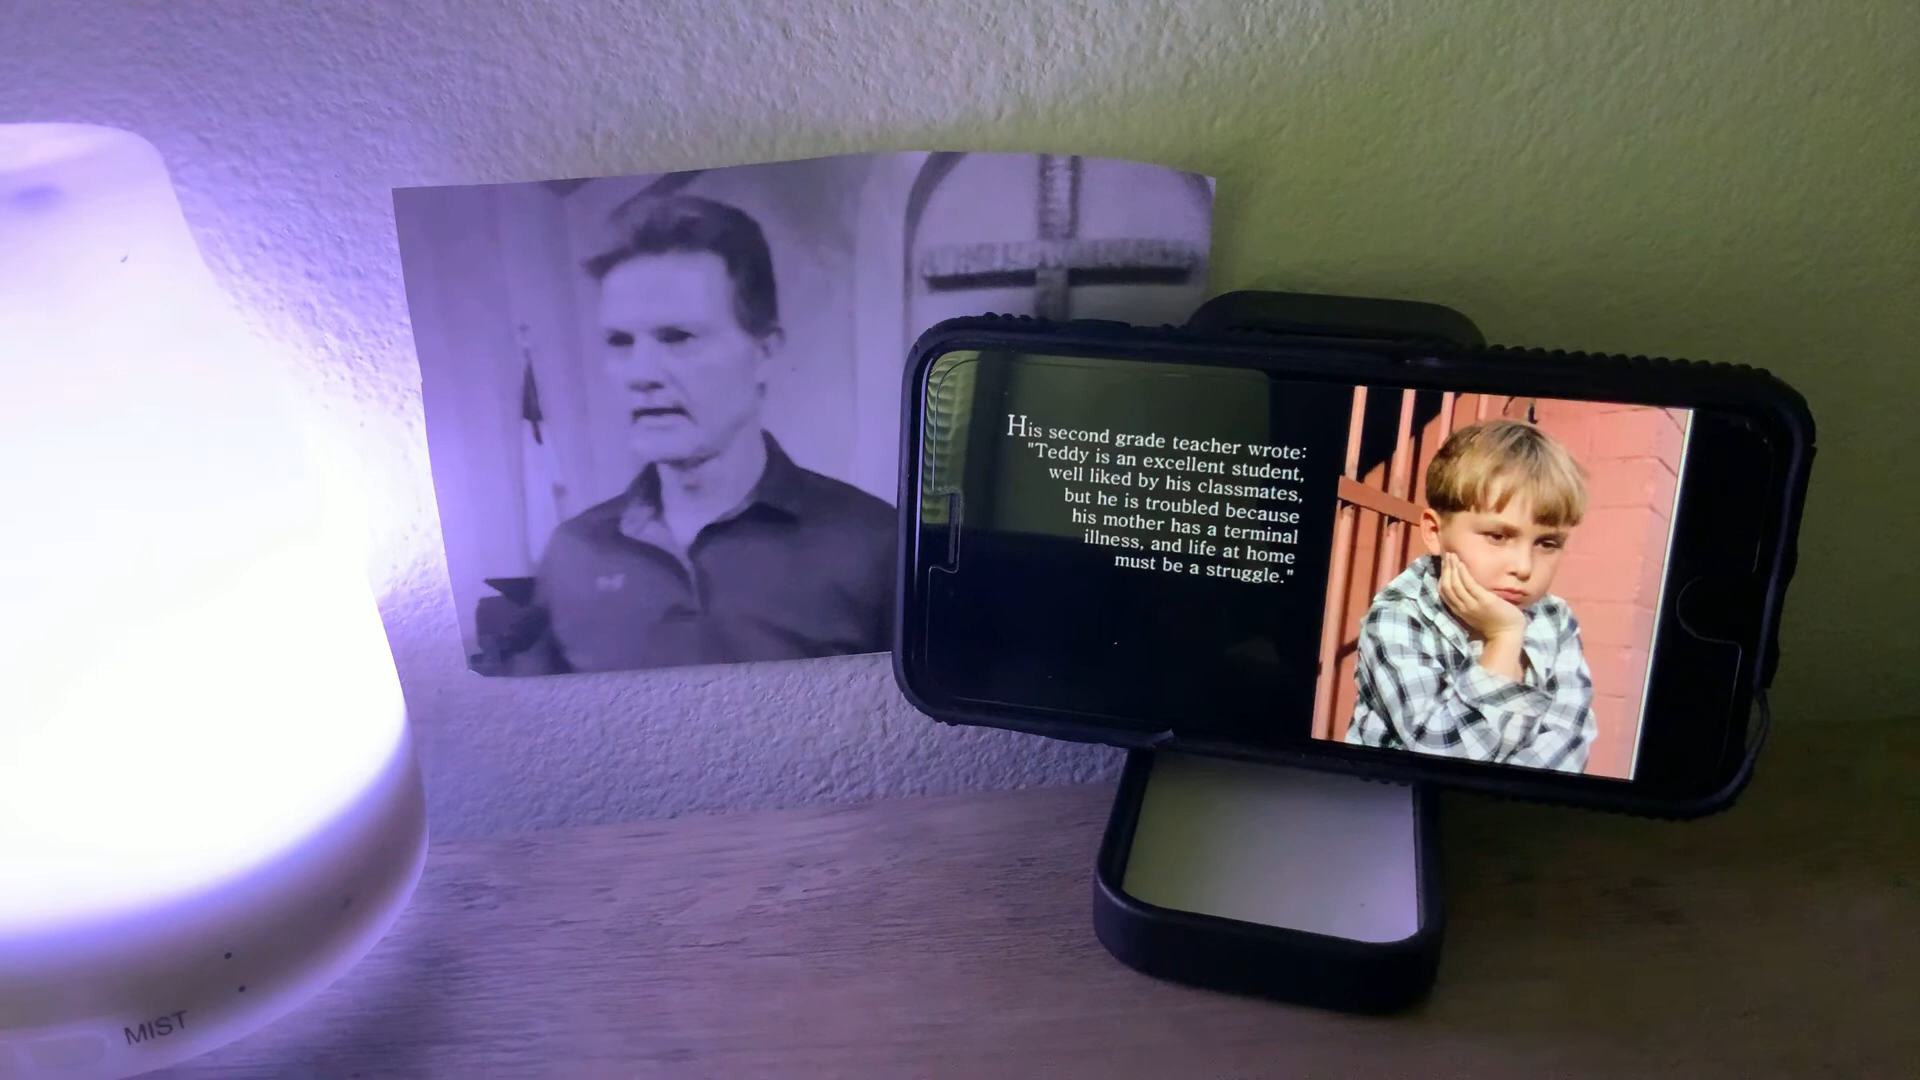 His second grade teacher wrote:
"Teddy is an excellent student,
well liked by his classmates,
but he is troubled because
his mother has a terminal
illness, and life at home
must be a struggle."
MIST